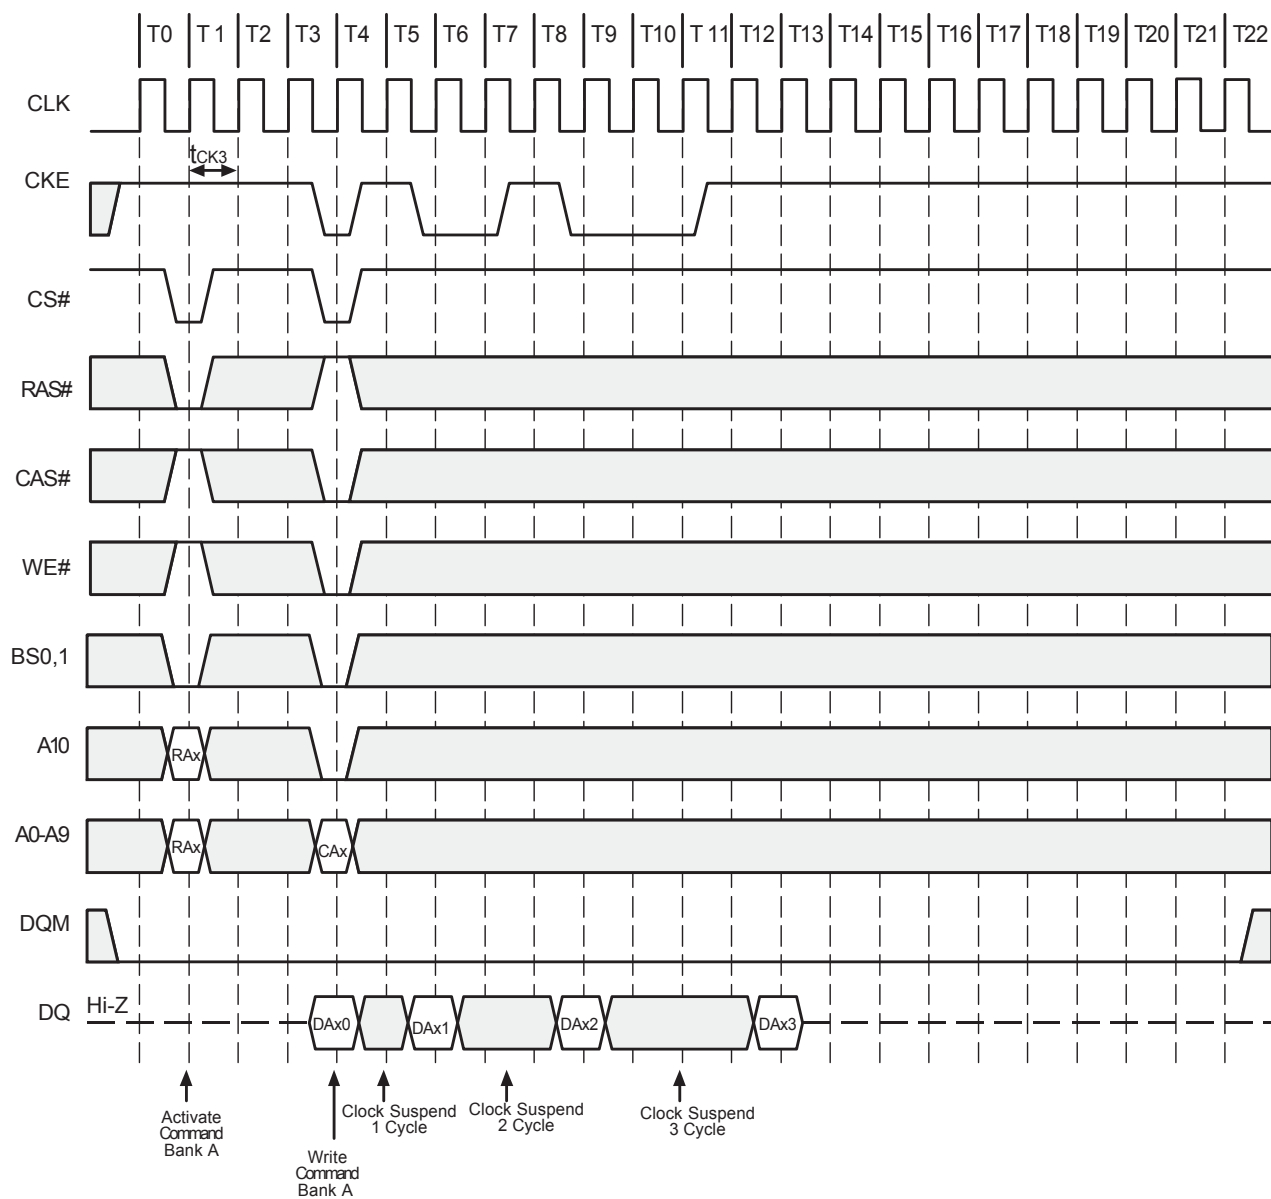 T0 T 1 T2 T3 T4 T5 T6 T7 T8 T9 T10 T 11 T12 T13 T14 T15 T16 T17 T18 T19 T20 T21 T22
CLK
tCK3
CKE
CS#
RAS#
CAS#
WE#
BS0,1
A10
RAx
A0-A9
RAx CAx
DQM
DQ Hi-Z DAx0 DAx1 DAx2 DAx3
Activate
Command
Bank A
Write
Command
Bank A
Clock Suspend
1 Cycle
Clock Suspend
2 Cycle
Clock Suspend
3 Cycle